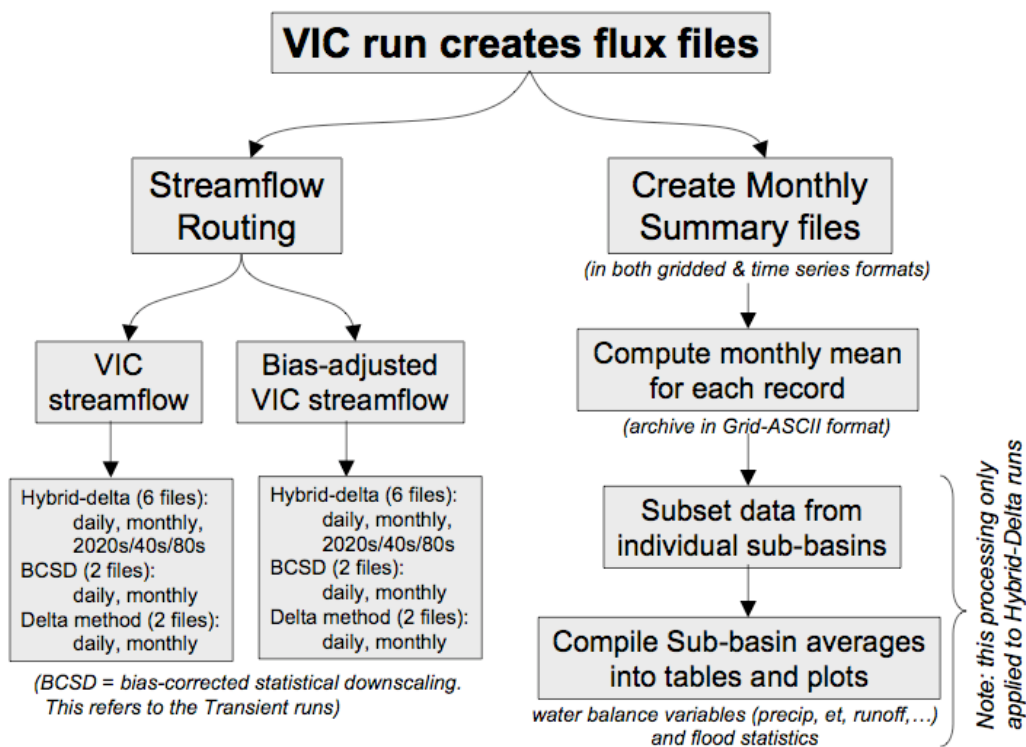 VIC run creates flux files
Streamflow
Routing
VIC
streamflow
Bias-adjusted
VIC streamflow
Hybrid-delta (6 files):
daily, monthly,
2020s/40s/80s
BCSD (2 files):
daily, monthly
Delta method (2 files):
daily, monthly
Hybrid-delta (6 files):
daily, monthly,
2020s/40s/80s
BCSD (2 files):
daily, monthly
Delta method (2 files):
daily, monthly
(BCSD = bias-corrected statistical downscaling.
This refers to the Transient runs)
Create Monthly
Summary files
(in both gridded & time series formats)
Compute monthly mean
for each record
(archive in Grid-ASCII format)
Subset data from
individual sub-basins
Compile Sub-basin averages
into tables and plots
water balance variables (precip, et, runoff,...)
and flood statistics
Note: this processing only
applied to Hybrid-Delta runs